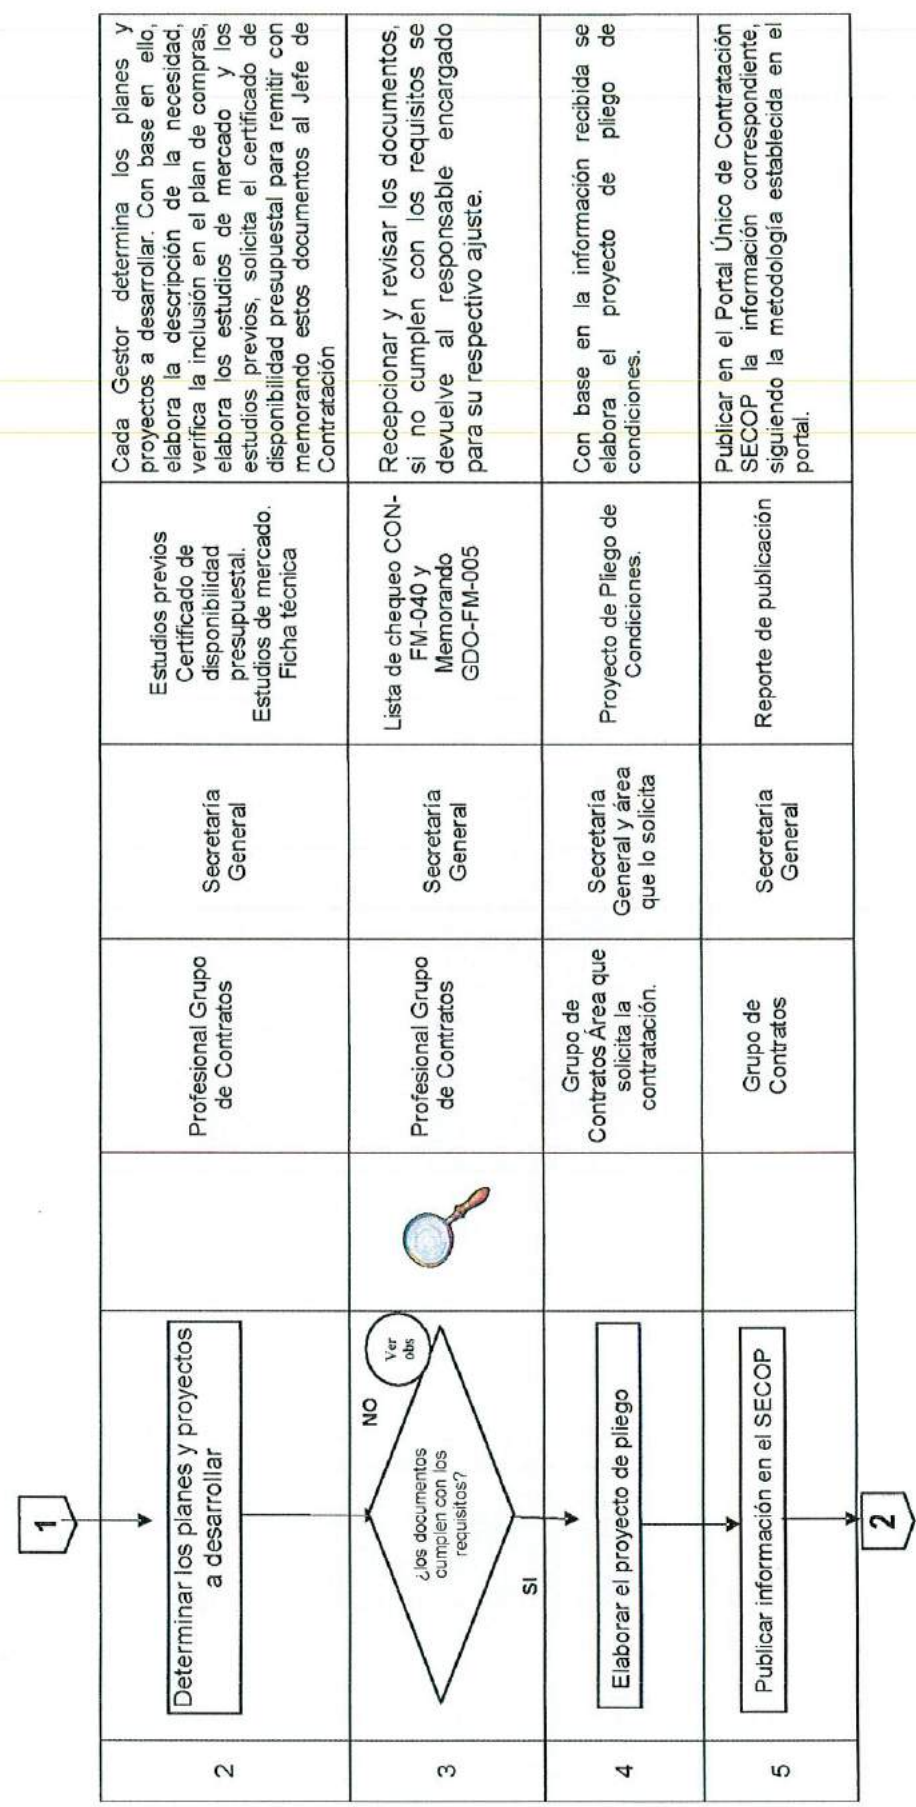 1
2
Determinar los planes y proyectos
a desarrollar
Profesional Grupo
de Contratos
Secretaría
General
Estudios previos
Certificado de
disponibilidad
presupuestal.
Estudios de mercado.
Ficha técnica
Cada Gestor determina los planes y
proyectos a desarrollar. Con base en ello,
elabora la descripción de la necesidad,
verifica la inclusión en el plan de compras,
elabora los estudios de mercado y los
estudios previos, solicita el certificado de
disponibilidad presupuestal para remitir con
memorando estos documentos al Jefe de
Contratación
3
¿los documentos
cumplen con los
requisitos?
NO
Ver
obs
SI
Profesional Grupo
de Contratos
Secretaría
General
Lista de chequeo CON-
FM-040 y
Memorando
GDO-FM-005
Recepcionar y revisar los documentos,
si no cumplen con los requisitos se
devuelve al responsable encargado
para su respectivo ajuste.
4
Elaborar el proyecto de pliego
Grupo de
Contratos Área que
solicita la
contratación.
Secretaría
General y área
que lo solicita
Proyecto de Pliego de
Condiciones.
Con base en la información recibida se
elabora el proyecto de pliego de
condiciones.
5
Publicar información en el SECOP
Grupo de
Contratos
Secretaría
General
Reporte de publicación
Publicar en el Portal Único de Contratación
SECOP la información correspondiente,
siguiendo la metodología establecida en el
portal.
2